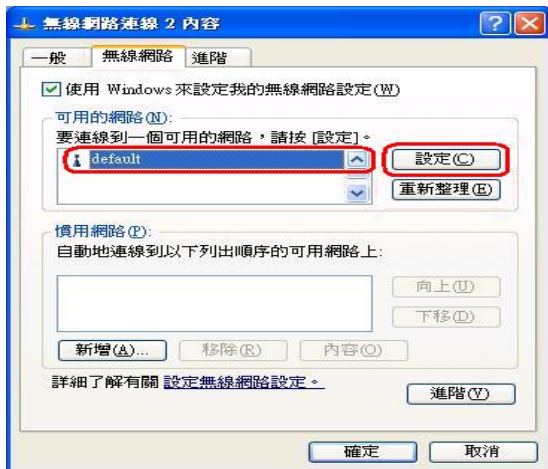 無線網路連線 2 內容
一般 無線網路 進階
使用 Windows 來設定我的無線網路設定(W)
可用的網路(N):
要連線到一個可用的網路，請按 [設定]。
default
設定(C)
重新整理(E)
慣用網路(P):
自動地連線到以下列出順序的可用網路上:
向上(U)
下移(D)
新增(A)... 移除(R) 內容(O)
詳細了解有關 設定無線網路設定。
進階(V)
確定 取消